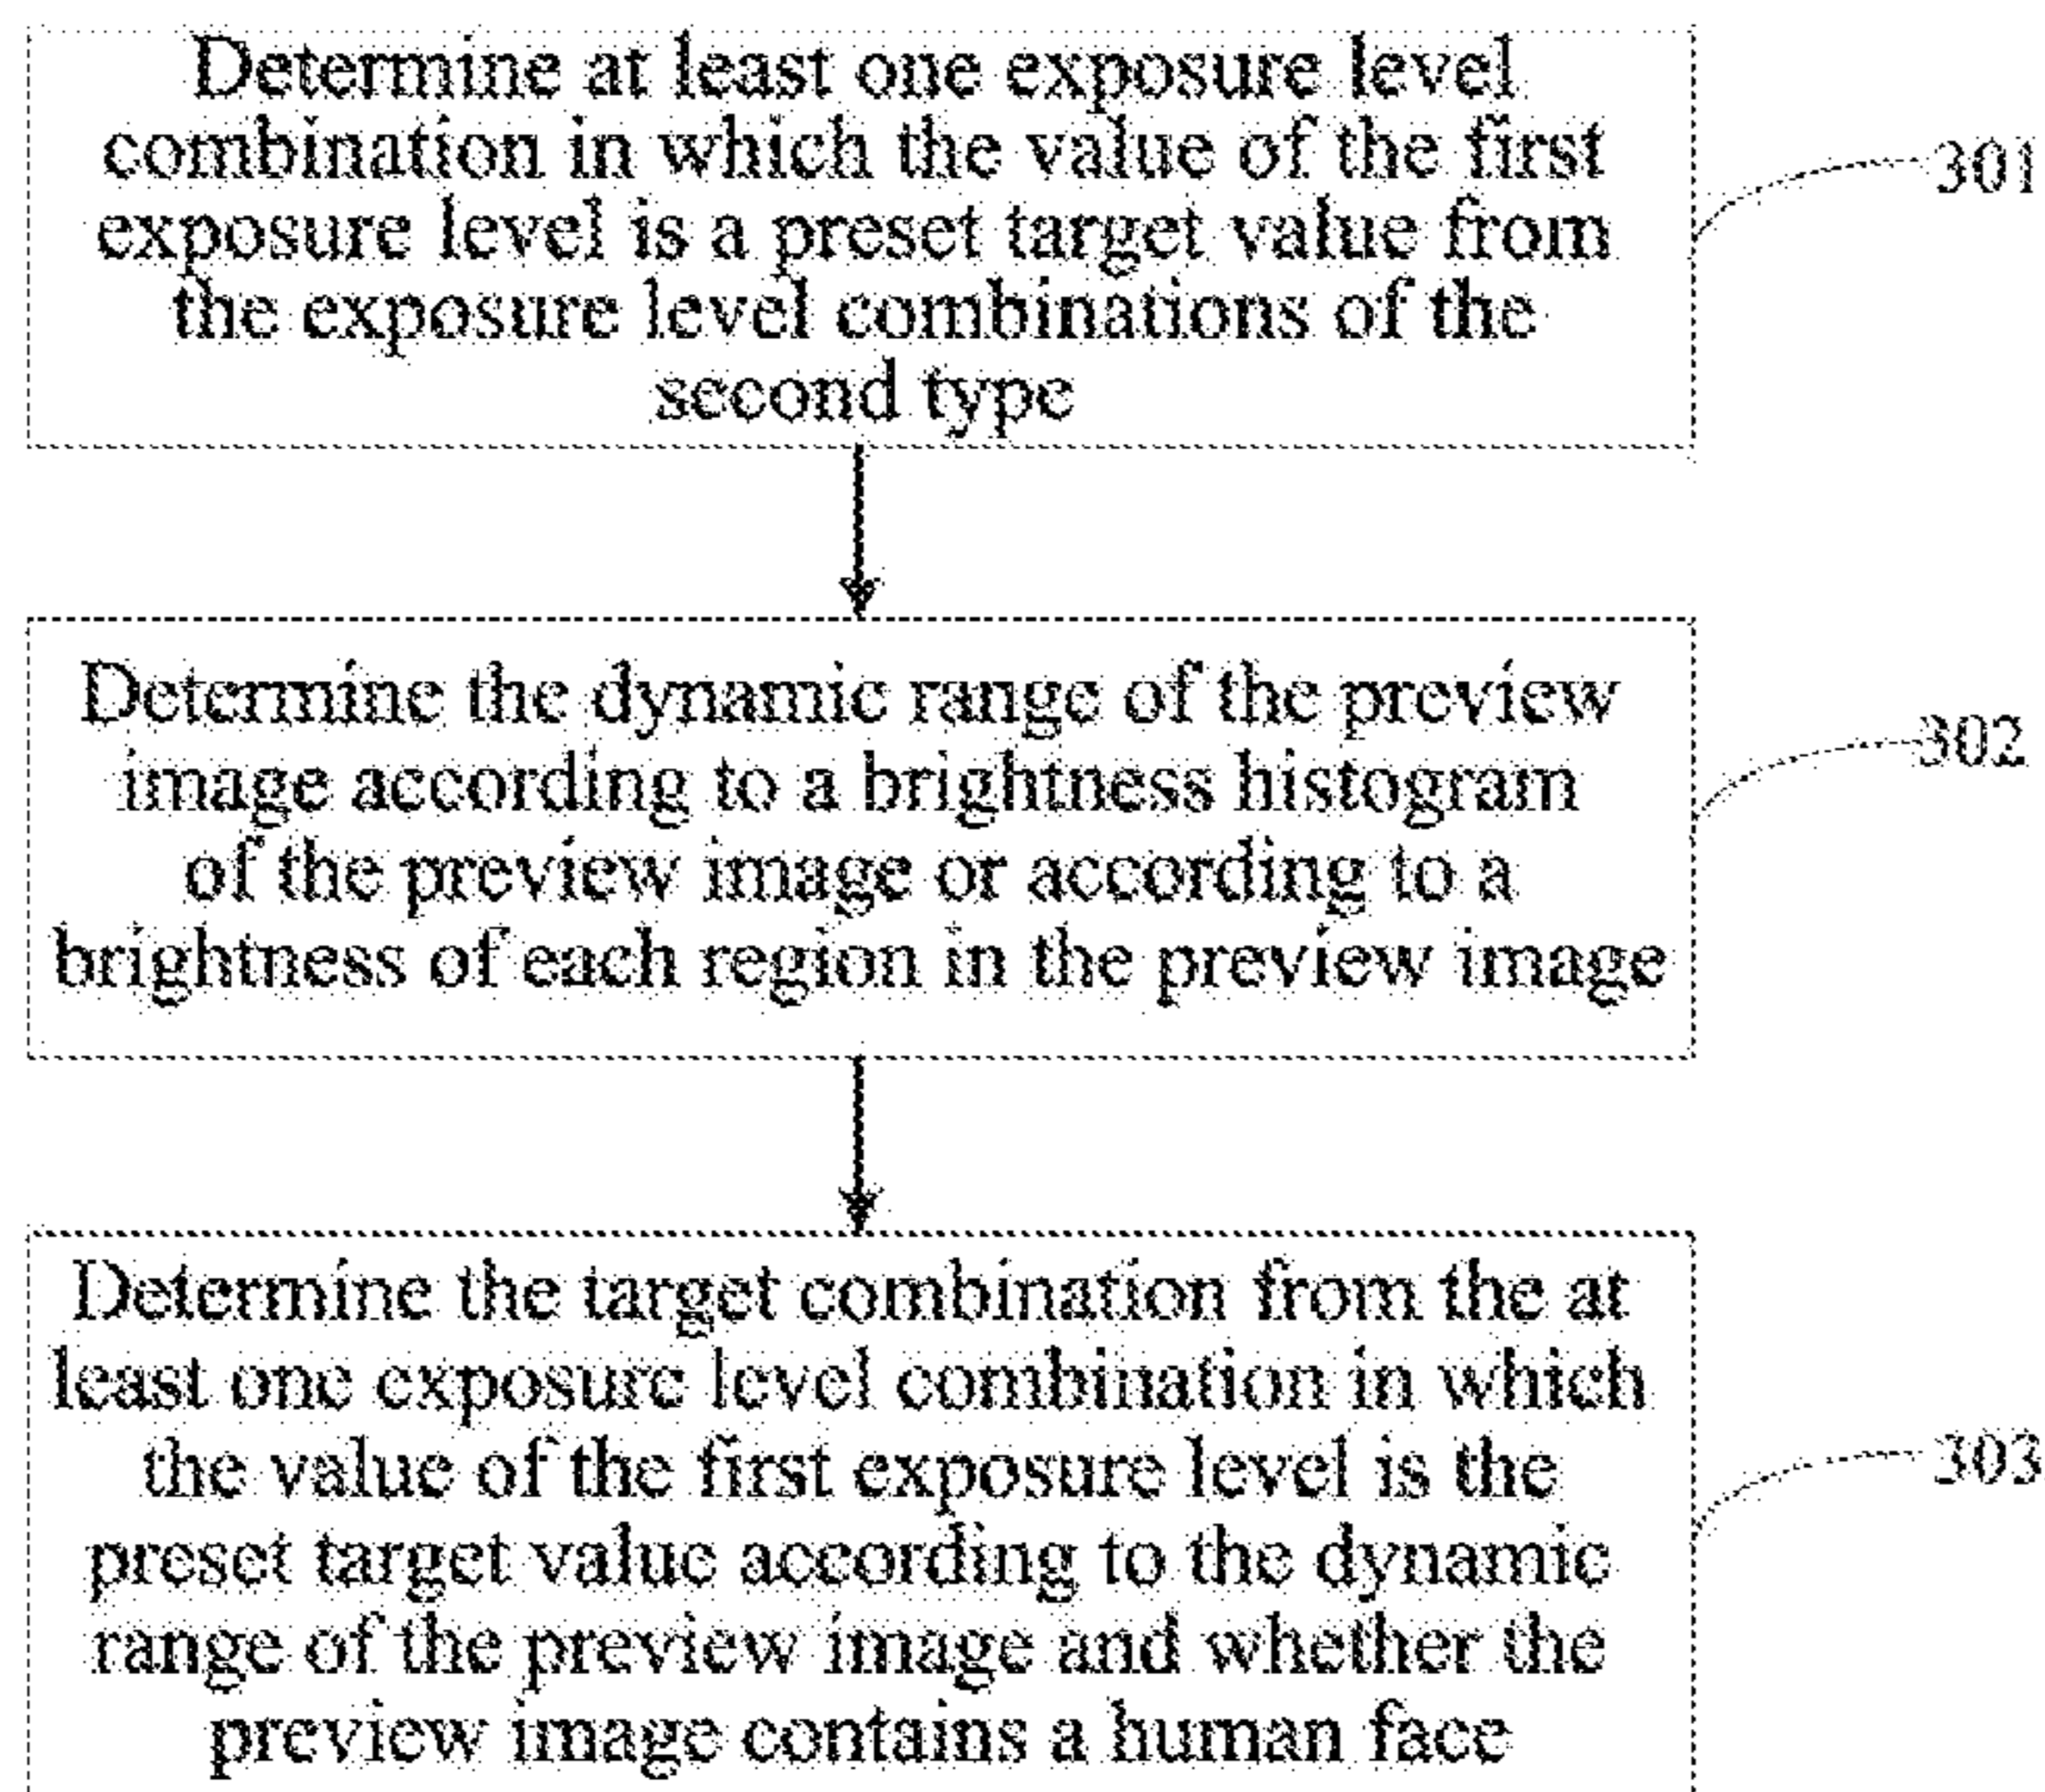 Determine at least one exposure level
combination in which the value of the first
exposure level is a preset target value from
the exposure level combinations of the
second type
301
Determine the dynamic range of the preview
image according to a brightness histogram
of the preview image or according to a
brightness of each region in the preview image
302
Determine the target combination from the at
least one exposure level combination in which
the value of the first exposure level is the
preset target value according to the dynamic
range of the preview image and whether the
preview image contains a human face
303